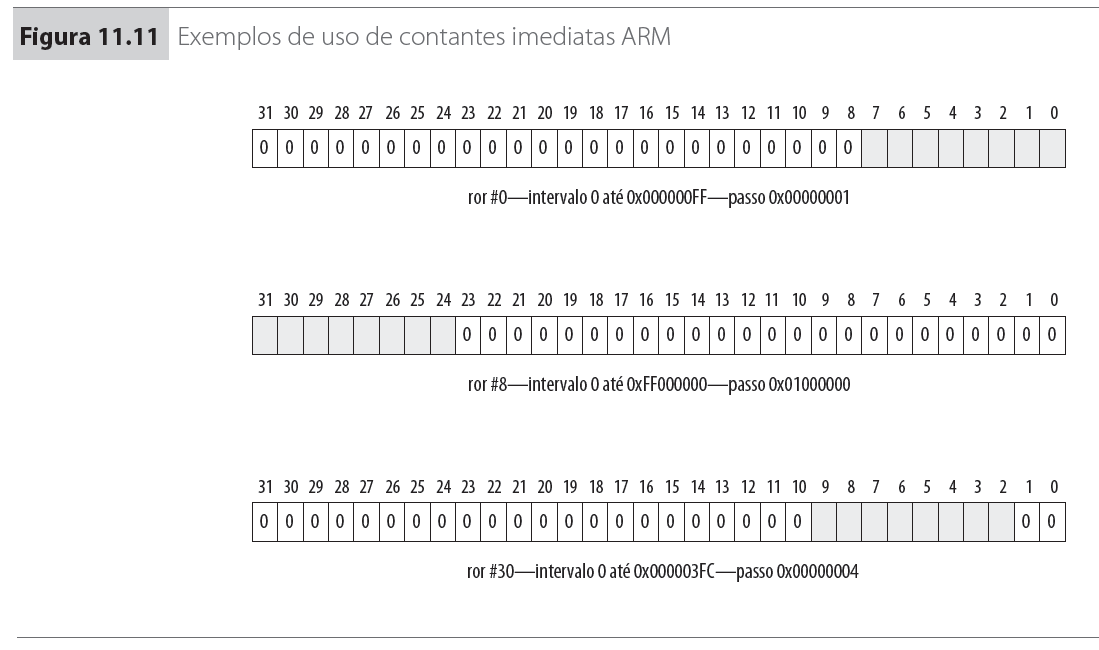 Figura 11.11 Exemplos de uso de contantes imediatas ARM
31 30 29 28 27 26 25 24 23 22 21 20 19 18 17 16 15 14 13 12 11 10 9 8 7 6 5 4 3 2 1 0
0 0 0 0 0 0 0 0 0 0 0 0 0 0 0 0 0 0 0 0 0 0 0 0
ror #0—intervalo 0 até 0x000000FF—passo 0x00000001
31 30 29 28 27 26 25 24 23 22 21 20 19 18 17 16 15 14 13 12 11 10 9 8 7 6 5 4 3 2 1 0
0 0 0 0 0 0 0 0 0 0 0 0 0 0 0 0 0 0 0 0 0 0 0 0
ror #8—intervalo 0 até 0xFF000000—passo 0x01000000
31 30 29 28 27 26 25 24 23 22 21 20 19 18 17 16 15 14 13 12 11 10 9 8 7 6 5 4 3 2 1 0
0 0 0 0 0 0 0 0 0 0 0 0 0 0 0 0 0 0 0 0 0 0 0 0
ror #30—intervalo 0 até 0x000003FC—passo 0x00000004